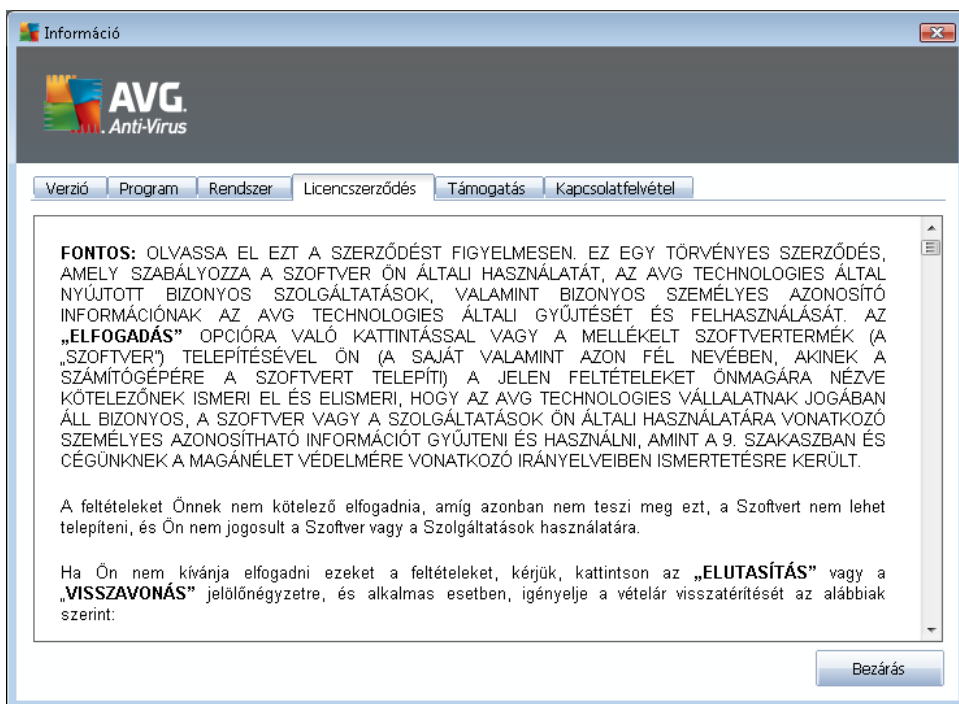 Információ
AVG.
Anti-Virus
Verzió Program Rendszer Licencszerződés Támogatás Kapcsolatfelvétel
FONTOS: OLVASSA EL EZT A SZERZŐDÉST FIGYELMESEN. EZ EGY TÖRVÉNYES SZERZŐDÉS,
AMELY SZABÁLYOZZA A SZOFTVER ÖN ÁLTALI HASZNÁLATÁT, AZ AVG TECHNOLOGIES ÁLTAL
NYÚJTOTT BIZONYOS SZOLGÁLTATÁSOK, VALAMINT BIZONYOS SZEMÉLYES AZONOSÍTÓ
INFORMÁCIÓNAK AZ AVG TECHNOLOGIES ÁLTALI GYŰJTÉSÉT ÉS FELHASZNÁLÁSÁT. AZ
„ELFOGADÁS” OPCIÓRA VALÓ KATTINTÁSSAL VAGY A MELLÉKELT SZOFTVERTERMÉK (A
„SZOFTVER”) TELEPÍTÉSÉVEL ÖN (A SAJÁT VALAMINT AZON FÉL NEVÉBEN, AKINEK A
SZÁMÍTÓGÉPÉRE A SZOFTVERT TELEPÍTI) A JELEN FELTÉTELEKET ÖNMAGÁRA NÉZVE
KÖTELEZŐNEK ISMERI EL ÉS ELISMERI, HOGY AZ AVG TECHNOLOGIES VÁLLALATNAK JOGÁBAN
ÁLL BIZONYOS, A SZOFTVER VAGY A SZOLGÁLTATÁSOK ÖN ÁLTALI HASZNÁLATÁRA VONATKOZÓ
SZEMÉLYES AZONOSÍTHATÓ INFORMÁCIÓT GYŰJTENI ÉS HASZNÁLNI, AMINT A 9. SZAKASZBAN ÉS
CÉGÜNKNEK A MAGÁNÉLET VÉDELMÉRE VONATKOZÓ IRÁNYELVEIBEN ISMERTETÉSRE KERÜLT.
A feltételeket Önnek nem kötelező elfogadnia, amíg azonban nem teszi meg ezt, a Szoftvert nem lehet
telepíteni, és Ön nem jogosult a Szoftver vagy a Szolgáltatások használatára.
Ha Ön nem kívánja elfogadni ezeket a feltételeket, kérjük, kattintson az „ELUTASÍTÁS” vagy a
„VISSZAVONÁS” jelölőnégyzetre, és alkalmas esetben, igényelje a vételár visszatérítését az alábbiak
szerint:
Bezárás